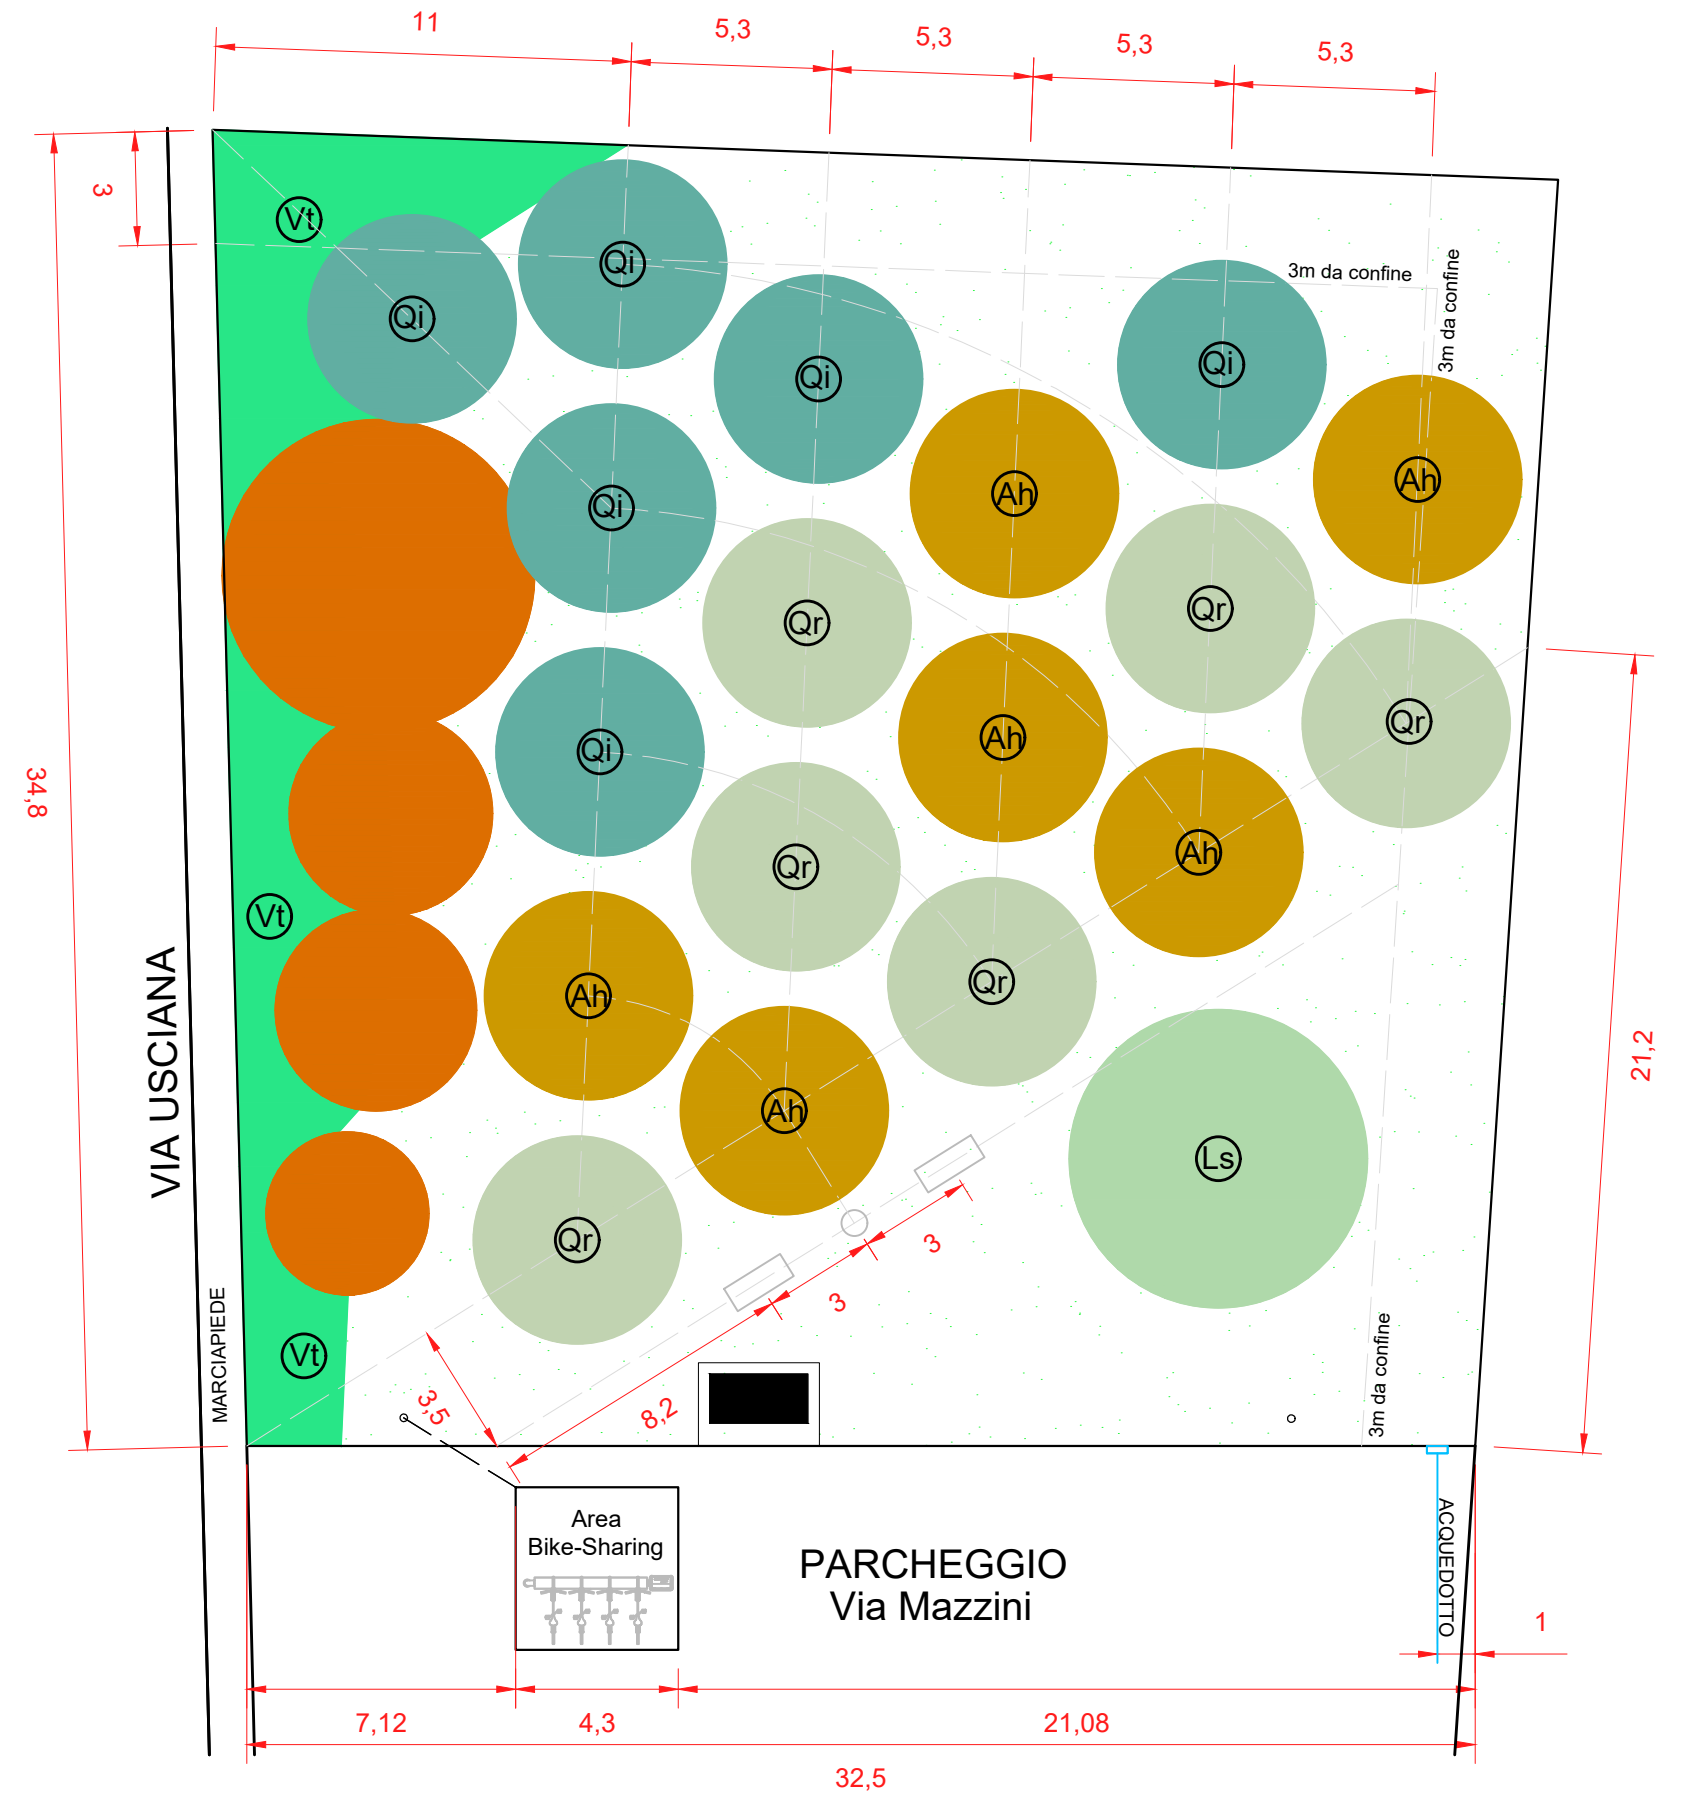 11
5,3
5,3
5,3
5,3
3
Vt
Qi
Qi
3m da confine
3m da confine
Qi
Qi
Qi
Ah
Ah
Qi
Qr
Qr
Qr
Ah
Qi
34,8
Ah
Qr
Vt
Qr
Ah
VIA USCIANA
21,2
Ah
Ls
Qr
3
3
MARCIAPIEDE
Vt
3,5
8,2
3m da confine
Area
Bike-Sharing
PARCHEGGIO
Via Mazzini
ACQUEDOTTO
1
7,12
4,3
21,08
32,5